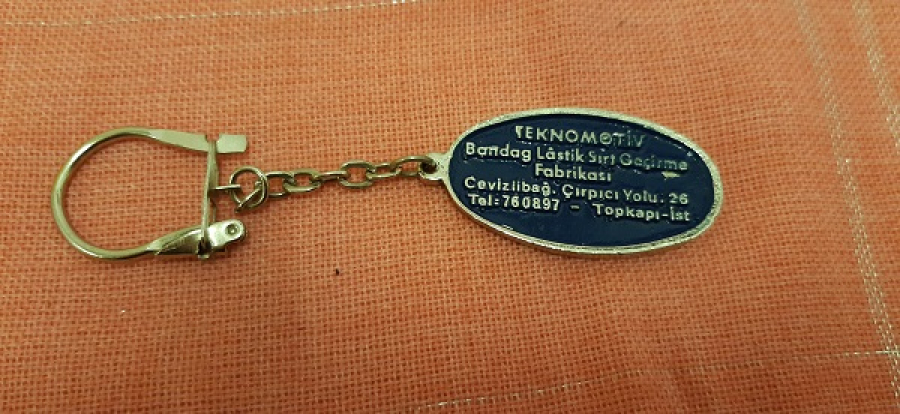 TEKNOMOTİV
Bandag Lâstik Sırt Geçirme
Fabrikası
Cevizlibağ. Çırpıcı Yolu. 26
Tel: 760897 - Topkapı-İst